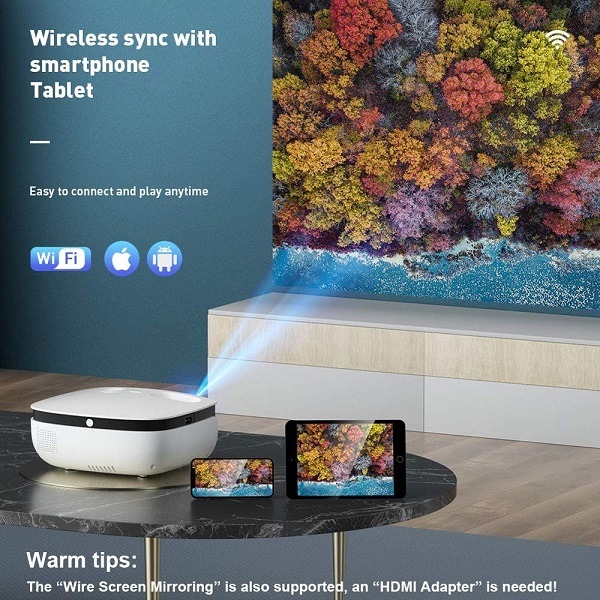 Wireless sync with
smartphone
Tablet
Easy to connect and play anytime
Wi Fi
Warm tips:
The “Wire Screen Mirroring” is also supported, an “HDMI Adapter” is needed!